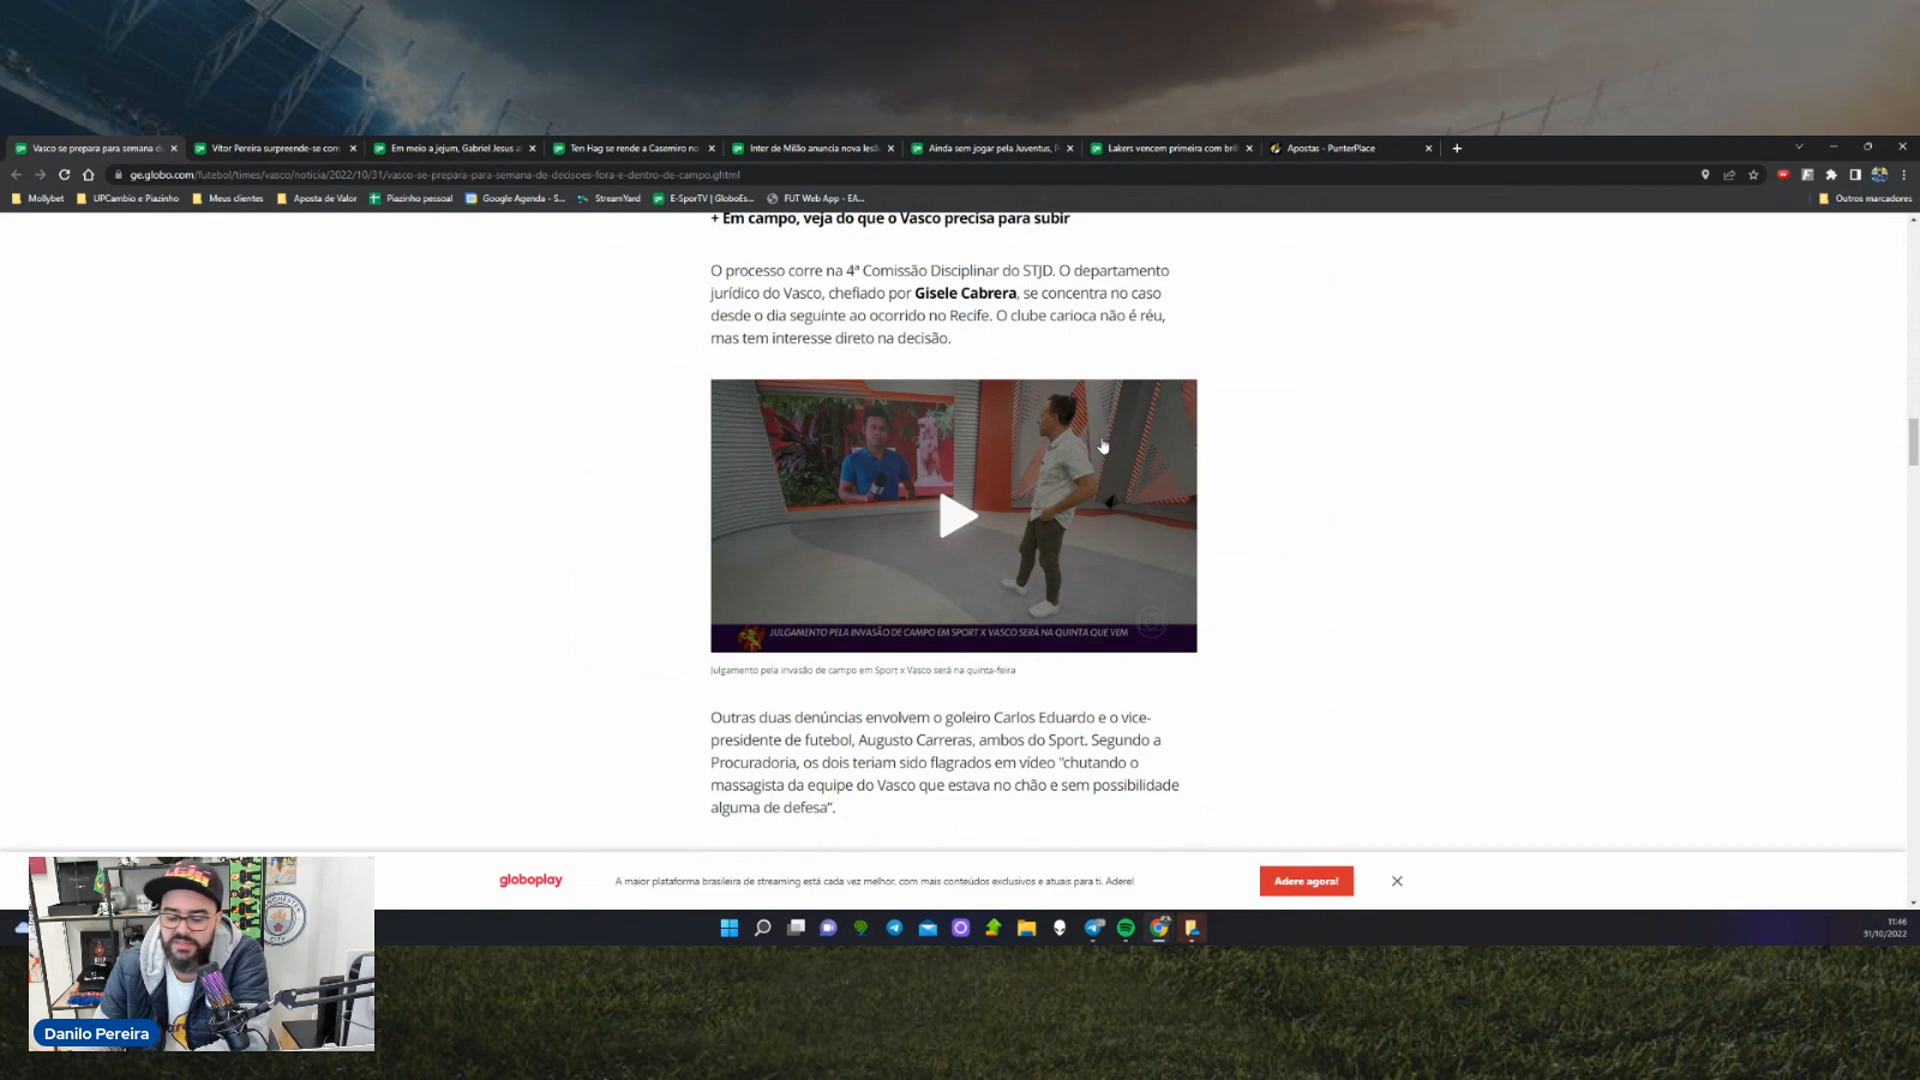 Vasco se prepara para semana d
Vítor Pereira surpreende-se com
Em meio a jejum, Gabriel Jesus a
Ten Hag se rende a Casemiro no
Inter de Milão anuncia nova les
Ainda sem jogar pela Juventus, P
Lakers vencem primeira com bri
Apostas - PunterPlace
ge.globo.com/futebol/times/vasco/noticia/2022/10/31/vasco-se-prepara-para-semana-de-decisoes-fora-e-dentro-de-campo.ghtml
Mollybet
UPCambio e Piazinho
Meus clientes
Aposta de Valor
Piazinho pessoal
Google Agenda - S...
StreamYard
E-SporTV | GloboEs...
FUT Web App - EA...
Outros marcadores
+ Em campo, veja do que o Vasco precisa para subir
O processo corre na 4ª Comissão Disciplinar do STJD. O departamento
jurídico do Vasco, chefiado por Gisele Cabrera, se concentra no caso
desde o dia seguinte ao ocorrido no Recife. O clube carioca não é réu,
mas tem interesse direto na decisão.
JULGAMENTO PELA INVASÃO DE CAMPO EM SPORT X VASCO SERÁ NA QUINTA QUE VEM
Julgamento pela invasão de campo em Sport x Vasco será na quinta-feira
Outras duas denúncias envolvem o goleiro Carlos Eduardo e o vice-
presidente de futebol, Augusto Carreras, ambos do Sport. Segundo a
Procuradoria, os dois teriam sido flagrados em vídeo "chutando o
massagista da equipe do Vasco que estava no chão e sem possibilidade
alguma de defesa”.
globoplay
A maior plataforma brasileira de streaming está cada vez melhor, com mais conteúdos exclusivos e atuais para ti. Adere!
Adere agora!
11:46
31/10/2022
CITY
Danilo Pereira